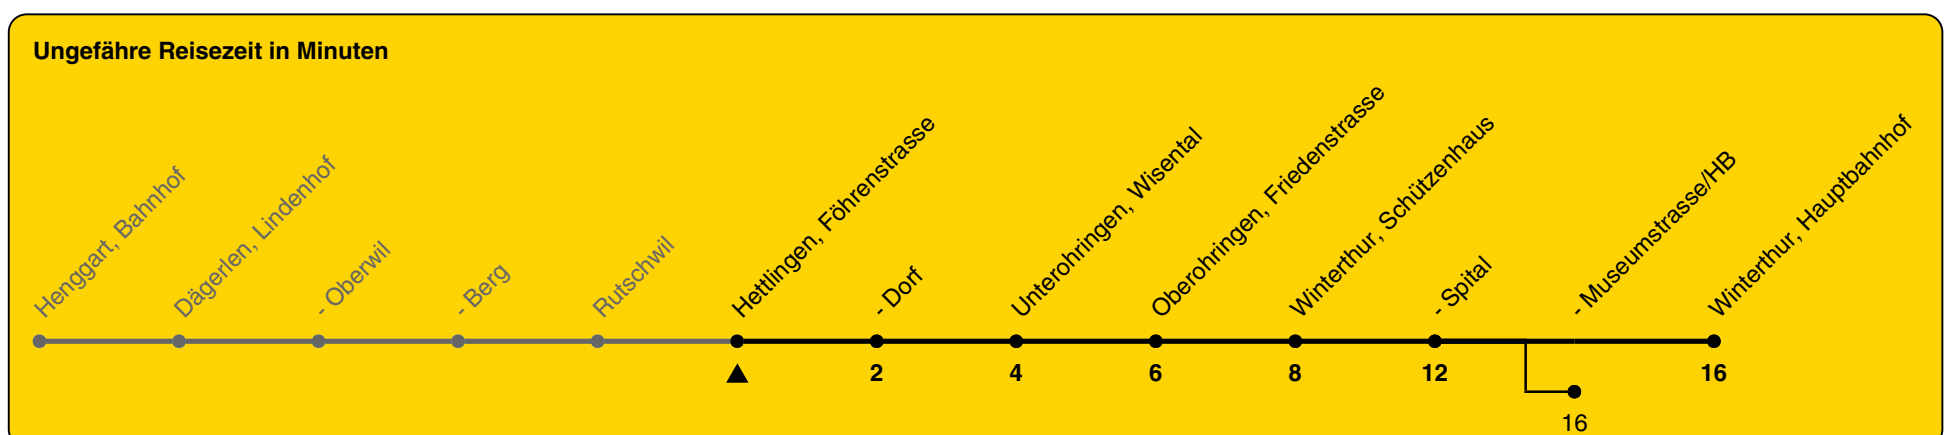 Ungefähre Reisezeit in Minuten
Henggart, Bahnhof
Dägerlen, Lindenhof
- Oberwil
- Berg
Rutschwil
Hettlingen, Föhrenstrasse
- Dorf
Unterohringen, Wisental
Oberohringen, Friedenstrasse
Winterthur, Schützenhaus
- Spital
- Museumstrasse/HB
Winterthur, Hauptbahnhof
2 4 6 8 12 16
16